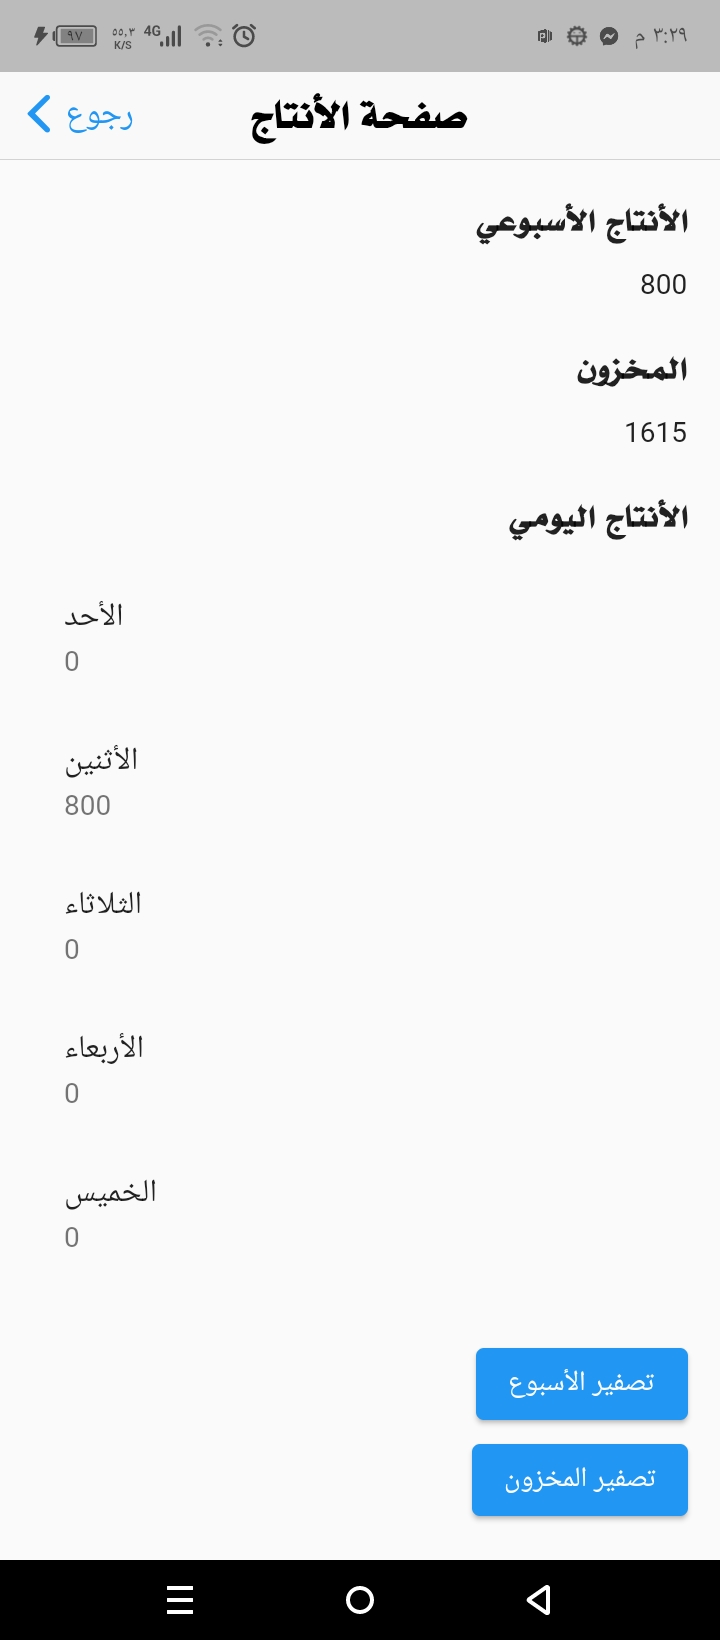 ٣:٢٩ م
4G ٥٥,٣ K/S ٩٧
رجوع
صفحة الأنتاج
الأنتاج الأسبوعي
800
المخزون
1615
الأنتاج اليومي
الأحد
0
الأثنين
800
الثلاثاء
0
الأربعاء
0
الخميس
0
تصفير الأسبوع
تصفير المخزون